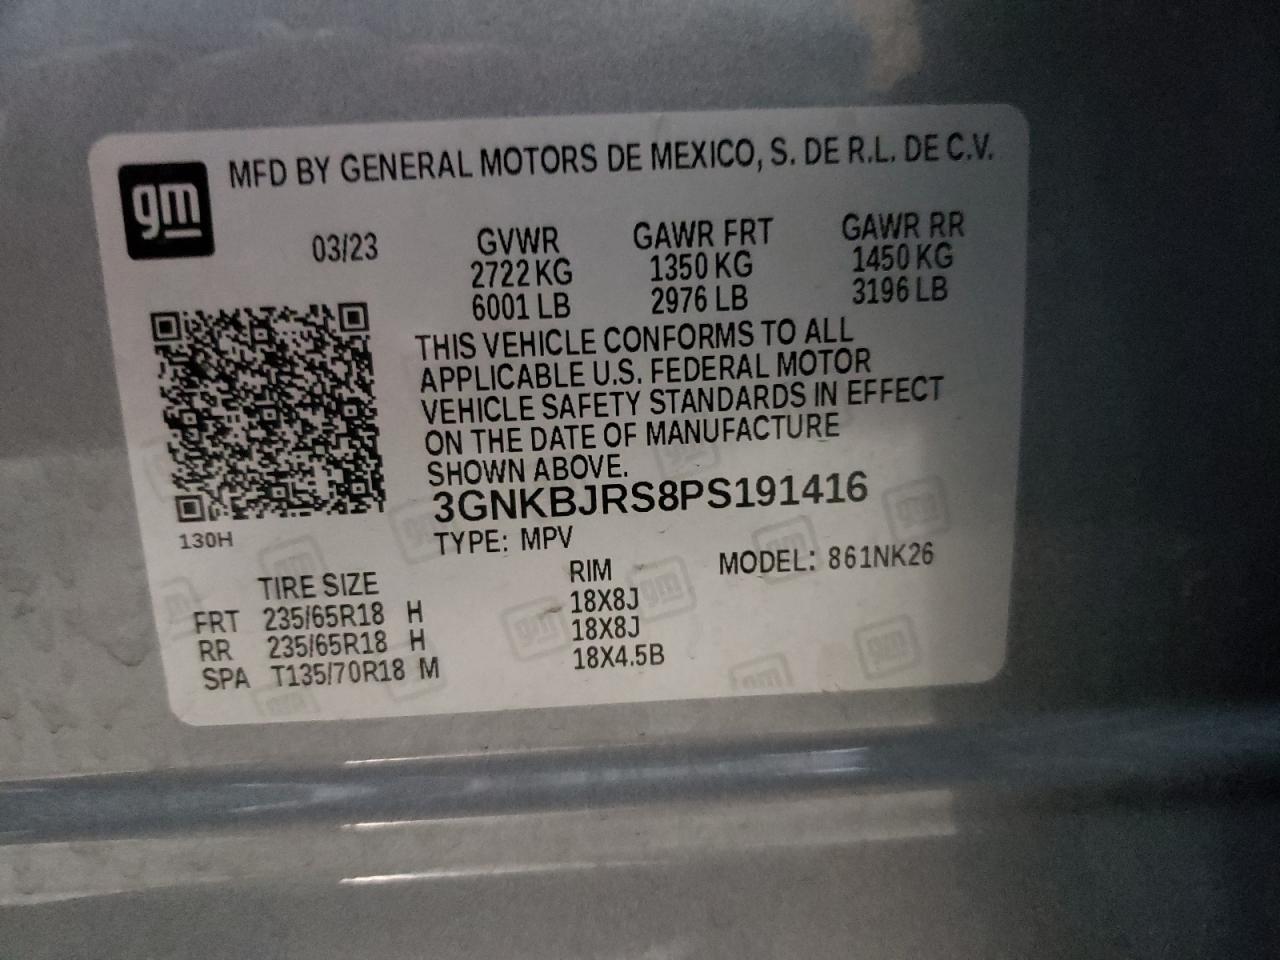 gm MFD BY GENERAL MOTORS DE MEXICO, S. DE R.L. DE C.V.
03/23 GVWR GAWR FRT GAWR RR
2722 KG 1350 KG 1450 KG
6001 LB 2976 LB 3196 LB
THIS VEHICLE CONFORMS TO ALL
APPLICABLE U.S. FEDERAL MOTOR
VEHICLE SAFETY STANDARDS IN EFFECT
ON THE DATE OF MANUFACTURE
SHOWN ABOVE.
3GNKBJRS8PS191416
130H
TYPE: MPV MODEL: 861NK26
TIRE SIZE RIM
FRT 235/65R18 H 18X8J
RR 235/65R18 H 18X8J
SPA T135/70R18 M 18X4.5B